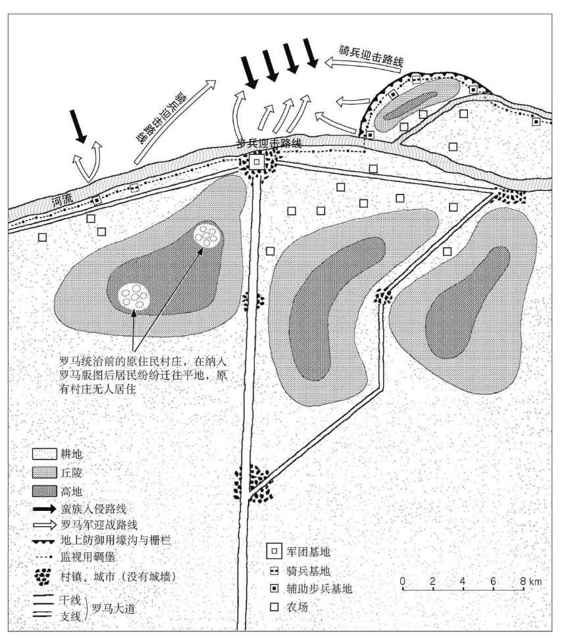 骑兵迎击路线
骑兵迎击路线
步兵迎击路线
河流
罗马统治前的原住民村庄，在纳入
罗马版图后居民纷纷迁往平地，原
有村庄无人居住
耕地
丘陵
高地
蛮族入侵路线
罗马军迎战路线
地上防御用壕沟与栅栏
监视用碉堡
村镇、城市（没有城墙）
干线
支线
罗马大道
军团基地
骑兵基地
辅助步兵基地
农场
0 2 4 6 8 km